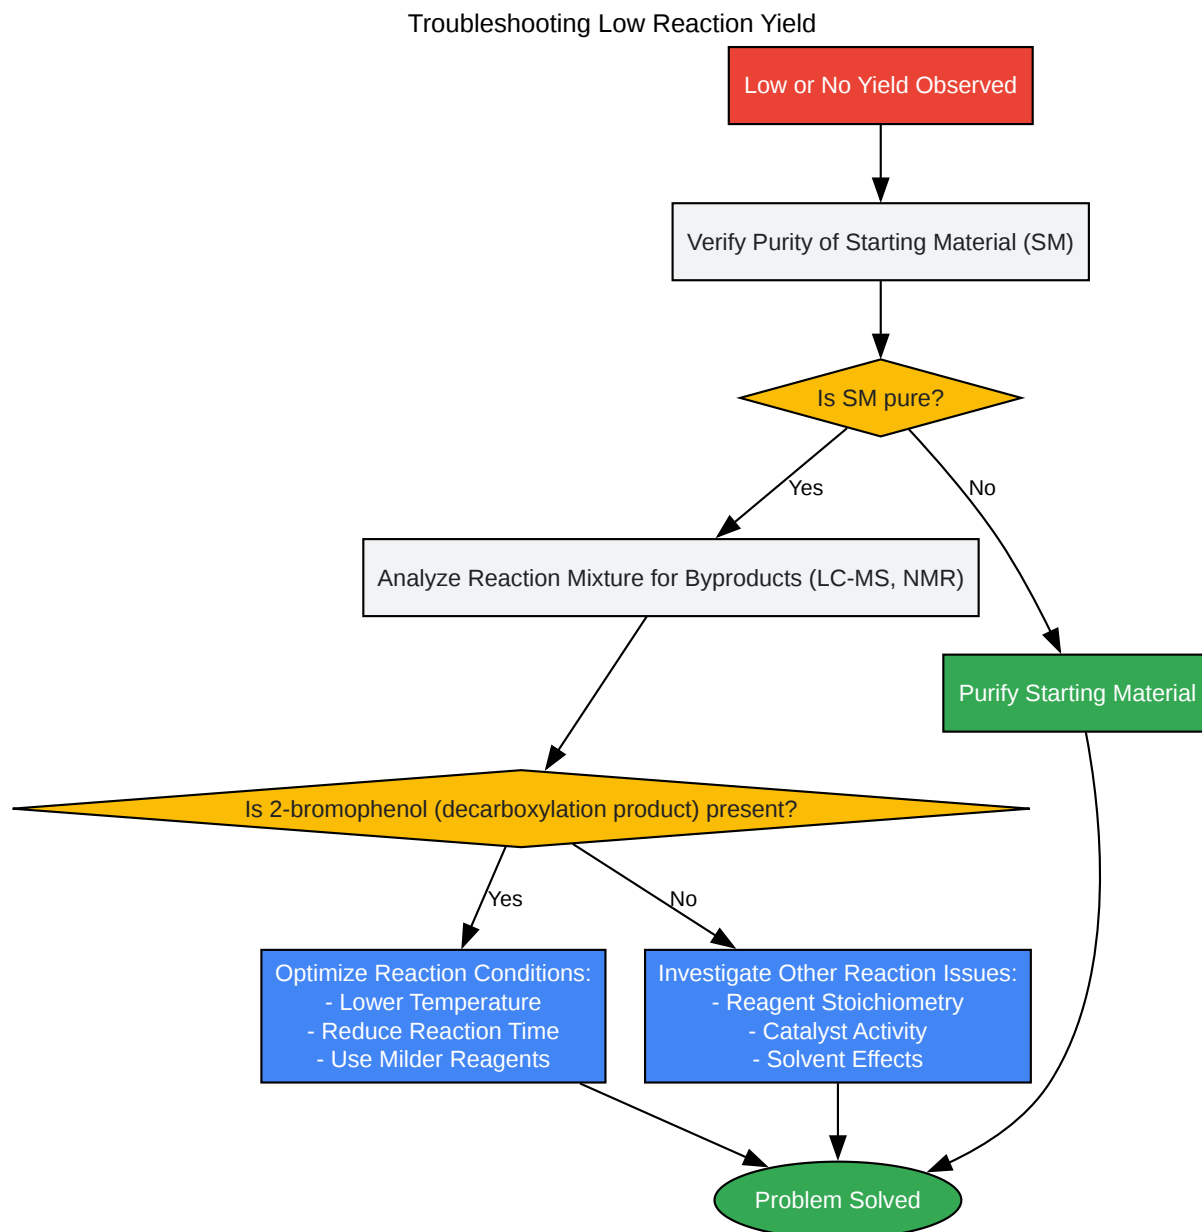 Troubleshooting Low Reaction Yield
Low or No Yield Observed
Verify Purity of Starting Material (SM)
Is SM pure?
Yes
No
Analyze Reaction Mixture for Byproducts (LC-MS, NMR)
Purify Starting Material
Is 2-bromophenol (decarboxylation product) present?
Yes
No
Optimize Reaction Conditions:
- Lower Temperature
- Reduce Reaction Time
- Use Milder Reagents
Investigate Other Reaction Issues:
- Reagent Stoichiometry
- Catalyst Activity
- Solvent Effects
Problem Solved